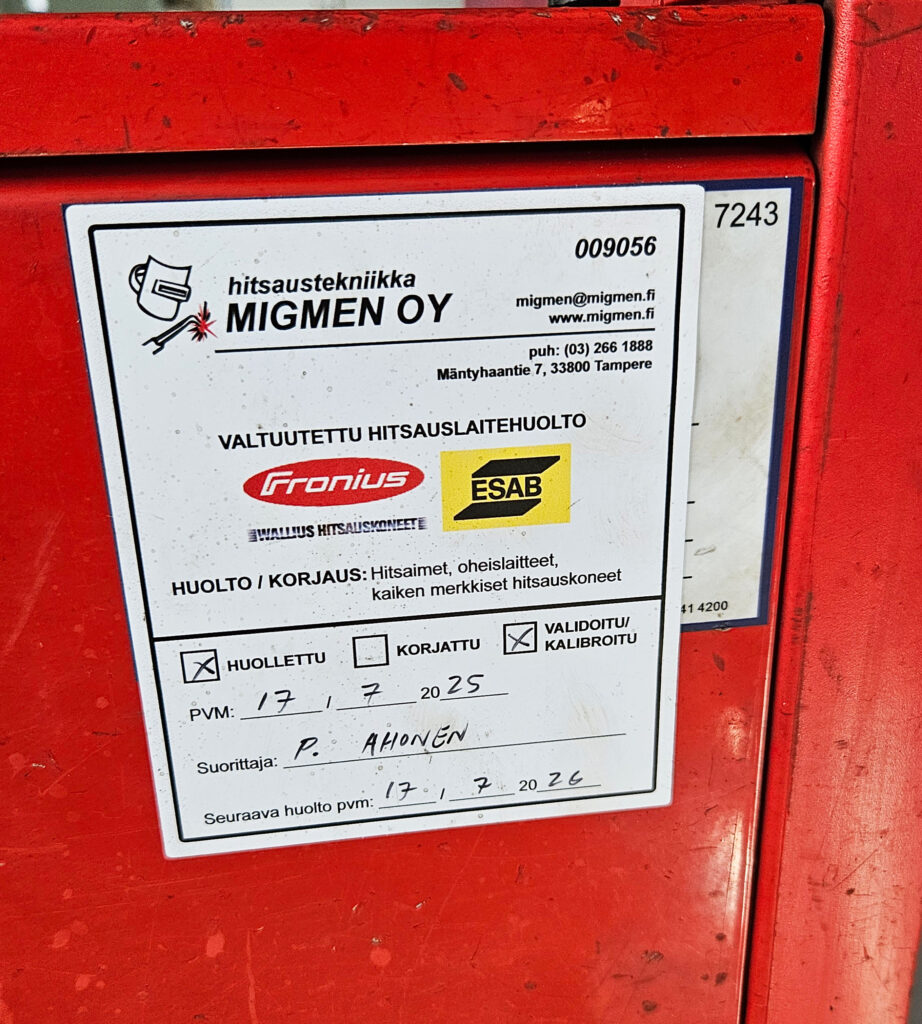 7243
009056
hitsaustekniikka
MIGMEN OY
migmen@migmen.fi
www.migmen.fi
puh: (03) 266 1888
Mäntyhaantie 7, 33800 Tampere
VALTUUTETTU HITSAUSLAITEHUOLTO
Fronius
ESAB
WALLIUS HITSAUSKONEET
HUOLTO / KORJAUS: Hitsaimet, oheislaitteet,
kaiken merkkiset hitsauskoneet
41 4200
X HUOLLETTU KORJATTU X VALIDOITU/
KALIBROITU
PVM: 17 / 7 2025
Suorittaja: P. AHONEN
Seuraava huolto pvm: 17 / 7 2026